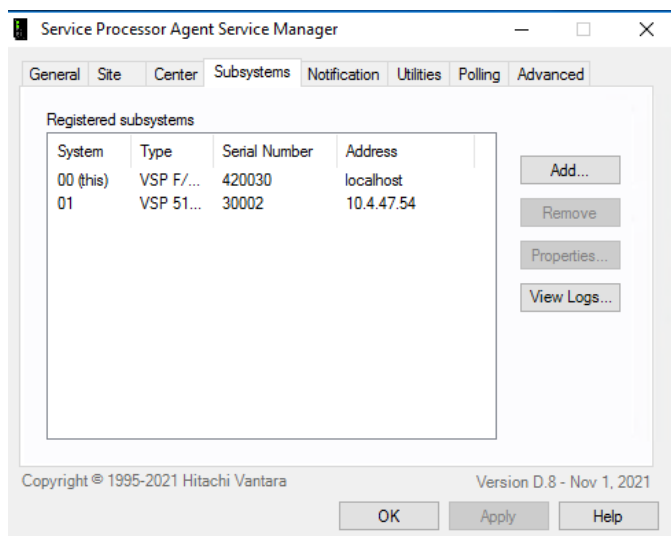 Service Processor Agent Service Manager
General Site Center Subsystems Notification Utilities Polling Advanced
Registered subsystems
System Type Serial Number Address
00 (this) VSP F/... 420030 localhost
01 VSP 51... 30002 10.4.47.54
Add...
Remove
Properties...
View Logs...
Copyright © 1995-2021 Hitachi Vantara Version D.8 - Nov 1, 2021
OK Apply Help